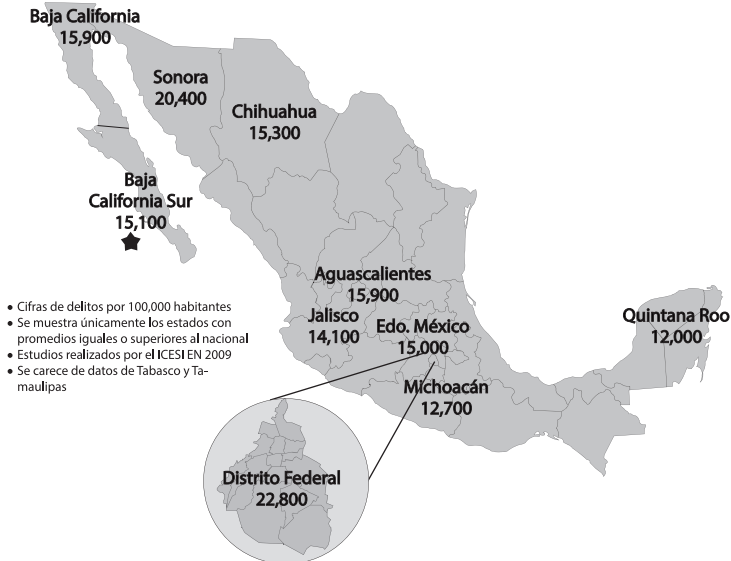 Baja California
15,900
Sonora
20,400
Chihuahua
15,300
Baja
California Sur
15,100
Aguascalientes
15,900
Jalisco
14,100
Edo. México
15,000
Quintana Roo
12,000
Michoacán
12,700
• Cifras de delitos por 100,000 habitantes
• Se muestra únicamente los estados con
promedios iguales o superiores al nacional
• Estudios realizados por el ICESI EN 2009
• Se carece de datos de Tabasco y Ta-
maulipas
Distrito Federal
22,800